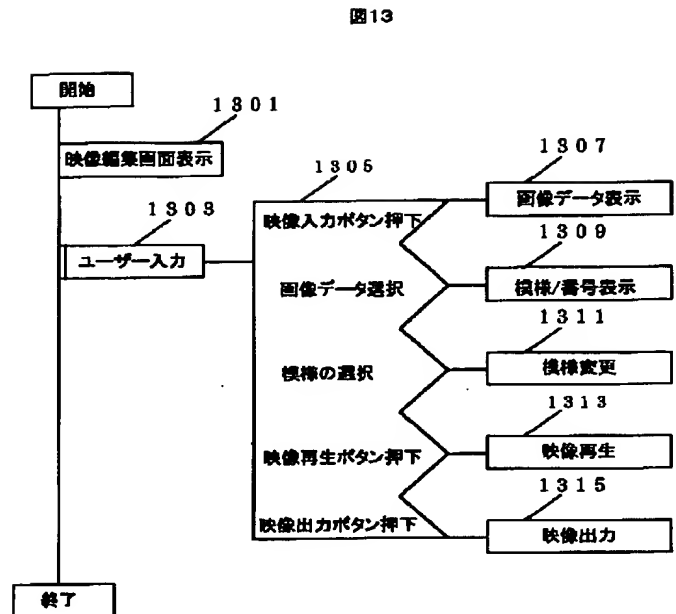 図13
開始
1301
映像編集画面表示
1303
ユーザー入力
1305
映像入力ボタン押下
画像データ選択
模様の選択
映像再生ボタン押下
映像出力ボタン押下
1307
画像データ表示
1309
模様/番号表示
1311
模様変更
1313
映像再生
1315
映像出力
終了